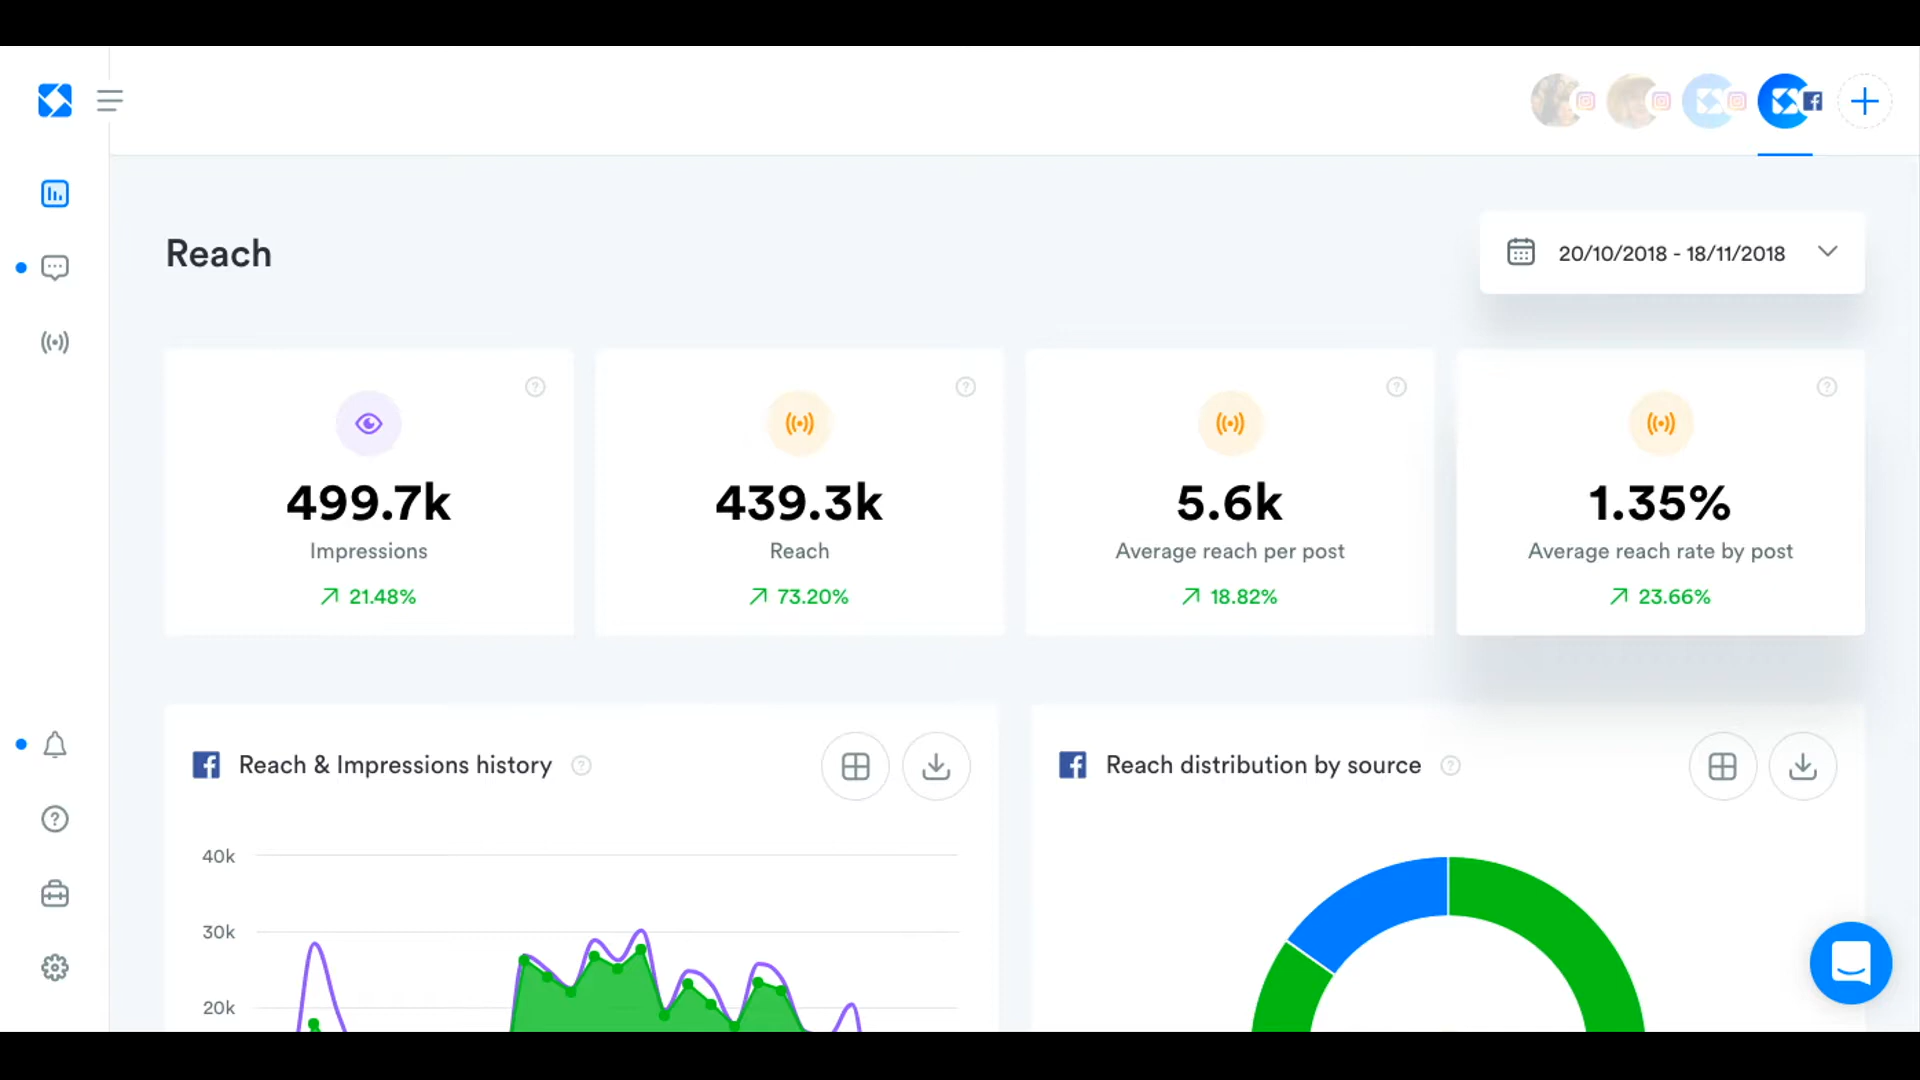 Reach
20/10/2018 - 18/11/2018
499.7k
Impressions
21.48%
439.3k
Reach
73.20%
5.6k
Average reach per post
18.82%
1.35%
Average reach rate by post
23.66%
Reach & Impressions history
40k
30k
20k
Reach distribution by source